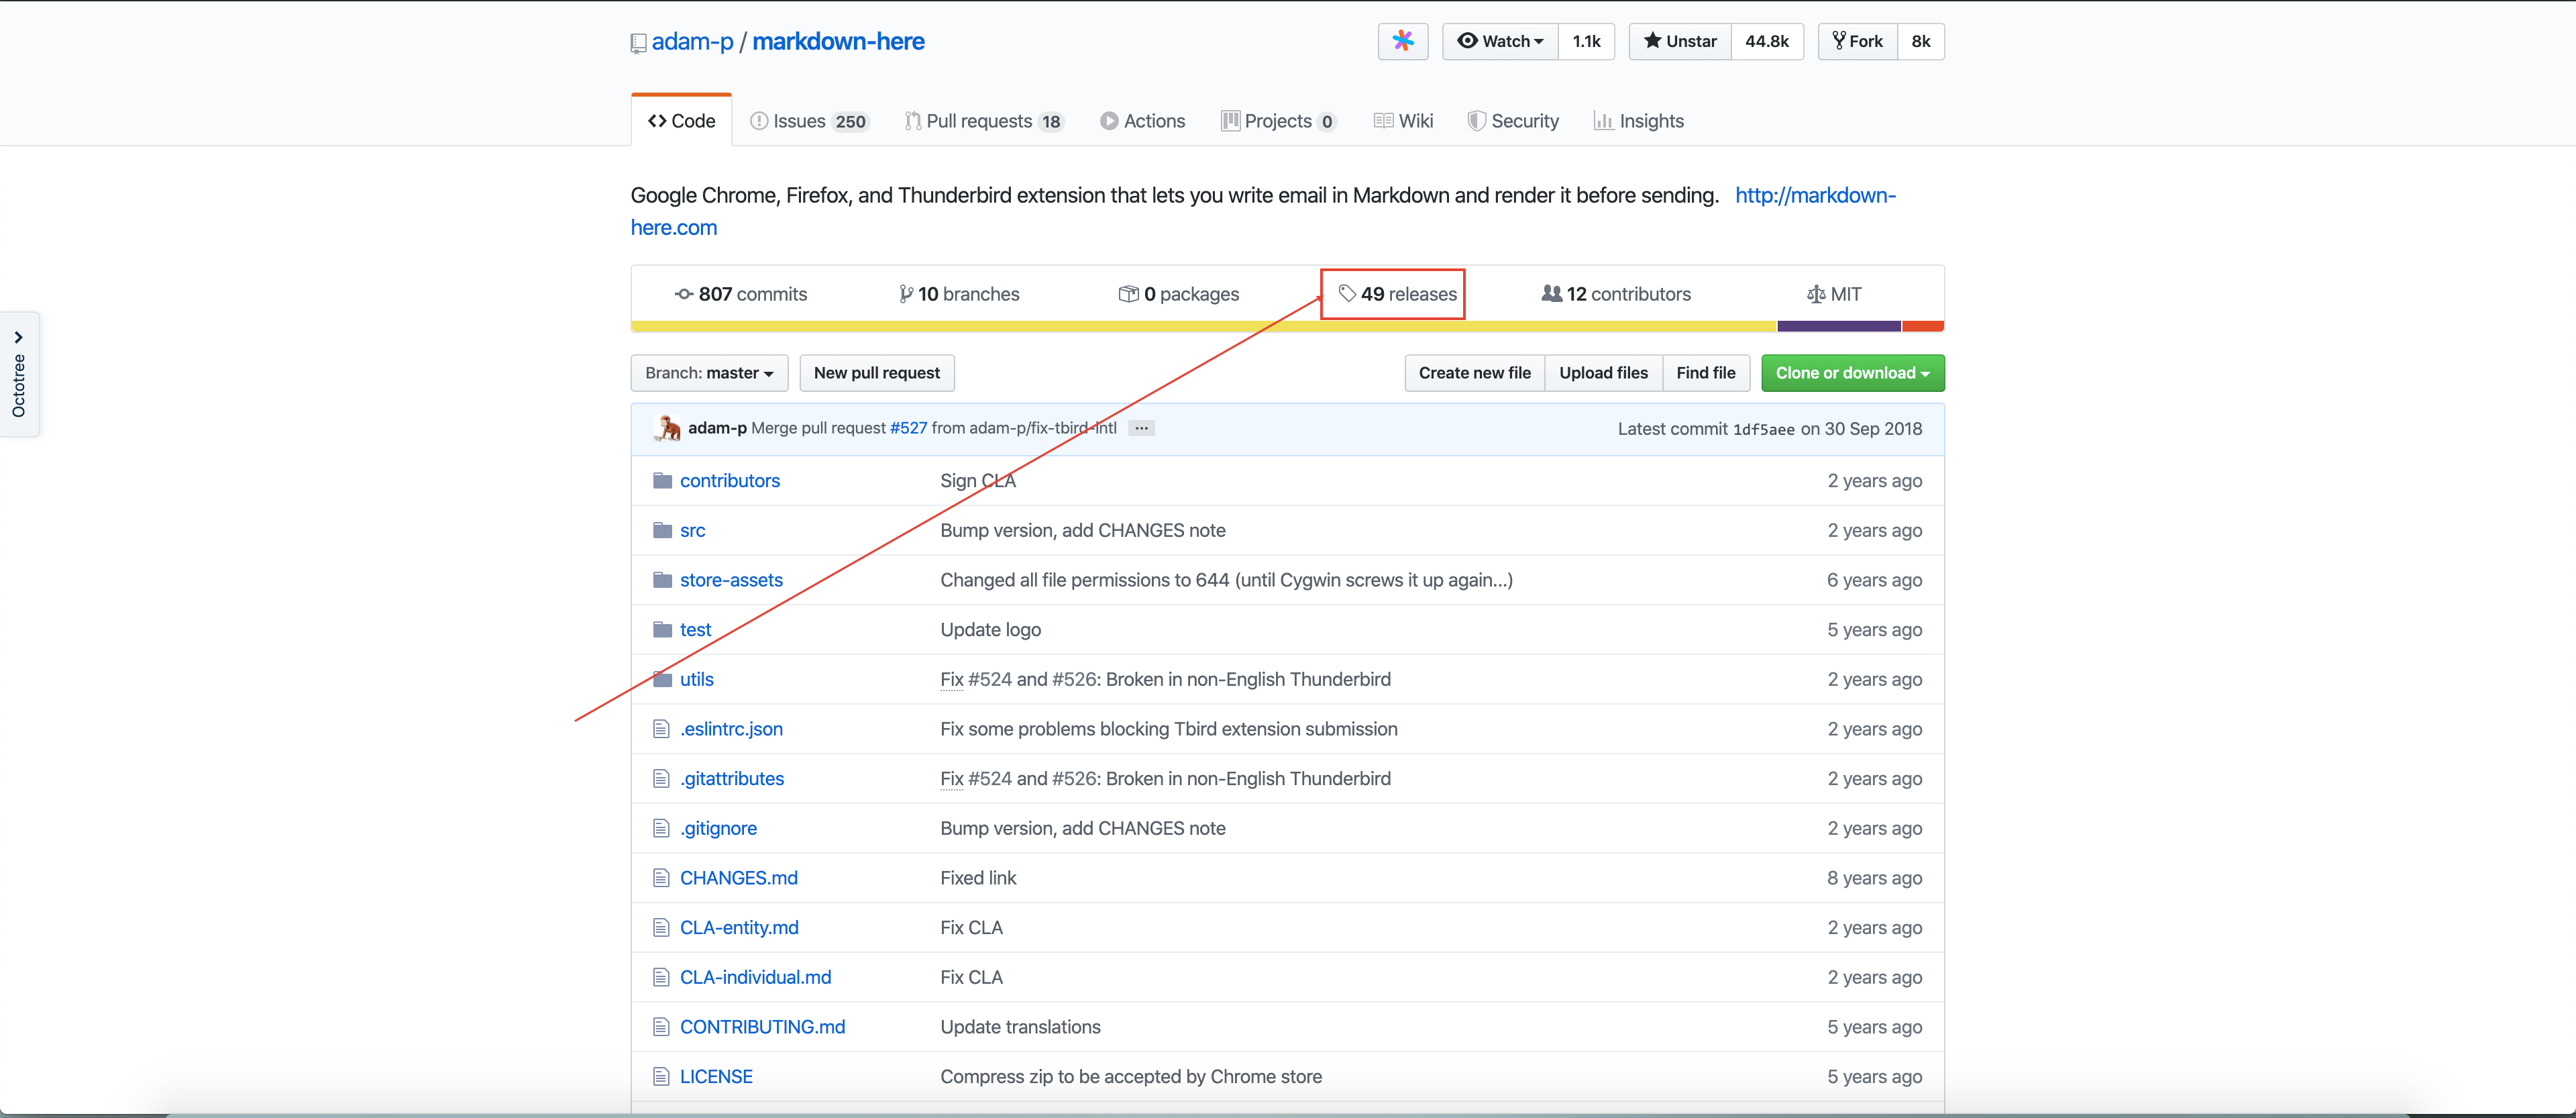 adam-p / markdown-here
Watch 1.1k Unstar 44.8k Fork 8k
Code Issues 250 Pull requests 18 Actions Projects 0 Wiki Security Insights
Google Chrome, Firefox, and Thunderbird extension that lets you write email in Markdown and render it before sending. http://markdown-
here.com
807 commits 10 branches 0 packages 49 releases 12 contributors MIT
Octotree
Branch: master New pull request Create new file Upload files Find file Clone or download
adam-p Merge pull request #527 from adam-p/fix-tbird-intl ... Latest commit 1df5aee on 30 Sep 2018
contributors Sign CLA 2 years ago
src Bump version, add CHANGES note 2 years ago
store-assets Changed all file permissions to 644 (until Cygwin screws it up again...) 6 years ago
test Update logo 5 years ago
utils Fix #524 and #526: Broken in non-English Thunderbird 2 years ago
.eslintrc.json Fix some problems blocking Tbird extension submission 2 years ago
.gitattributes Fix #524 and #526: Broken in non-English Thunderbird 2 years ago
.gitignore Bump version, add CHANGES note 2 years ago
CHANGES.md Fixed link 8 years ago
CLA-entity.md Fix CLA 2 years ago
CLA-individual.md Fix CLA 2 years ago
CONTRIBUTING.md Update translations 5 years ago
LICENSE Compress zip to be accepted by Chrome store 5 years ago